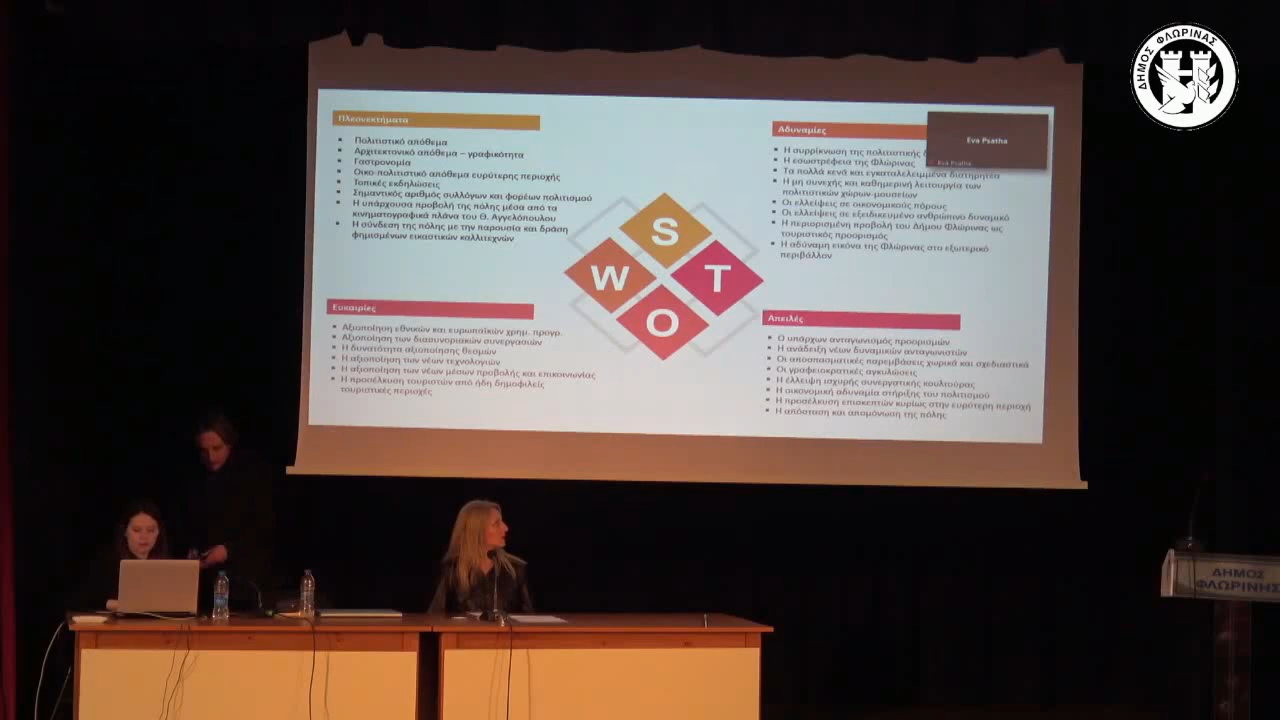 ΔΗΜΟΣ ΦΛΩΡΙΝΑΣ
Πλεονεκτήματα
Πολιτιστικό απόθεμα
Αρχιτεκτονικό απόθεμα – γραφικότητα
Γαστρονομία
Οικο-πολιτιστικό απόθεμα ευρύτερης περιοχής
Τοπικές εκδηλώσεις
Σημαντικός αριθμός συλλόγων και φορέων πολιτισμού
Η υπάρχουσα προβολή της πόλης μέσα από τα
κινηματογραφικά πλάνα του Θ. Αγγελόπουλου
Η σύνδεση της πόλης με την παρουσία και δράση
φημισμένων εικαστικών καλλιτεχνών
Αδυναμίες
Η συρρίκνωση της πολιτιστικής
Η εσωστρέφεια της Φλώρινας
Τα πολλά κενά και εγκαταλελειμμένα διατηρητέα
Η μη συνεχής και καθημερινή λειτουργία των
πολιτιστικών χώρων-μουσείων
Οι ελλείψεις σε οικονομικούς πόρους
Οι ελλείψεις σε εξειδικευμένο ανθρώπινο δυναμικό
Η περιορισμένη προβολή του Δήμου Φλώρινας ως
τουριστικός προορισμός
Η αδύναμη εικόνα της Φλώρινας στο εξωτερικό
περιβάλλον
Eva Psatha
Eva Psatha
S
W
T
O
Ευκαιρίες
Αξιοποίηση εθνικών και ευρωπαϊκών χρημ. προγρ.
Αξιοποίηση των διασυνοριακών συνεργασιών
Η δυνατότητα αξιοποίησης θεσμών
Η αξιοποίηση των νέων τεχνολογιών
Η αξιοποίηση των νέων μέσων προβολής και επικοινωνίας
Η προσέλκυση τουριστών από ήδη δημοφιλείς
τουριστικές περιοχές
Απειλές
Ο υπάρχων ανταγωνισμός προορισμών
Η ανάδειξη νέων δυναμικών ανταγωνιστών
Οι αποσπασματικές παρεμβάσεις χωρικά και σχεδιαστικά
Οι γραφειοκρατικές αγκυλώσεις
Η έλλειψη ισχυρής συνεργατικής κουλτούρας
Η οικονομική αδυναμία στήριξης του πολιτισμού
Η προσέλκυση επισκεπτών κυρίως στην ευρύτερη περιοχή
Η απόσταση και απομόνωση της πόλης
ΔΗΜΟΣ
ΦΛΩΡΙΝΗΣ